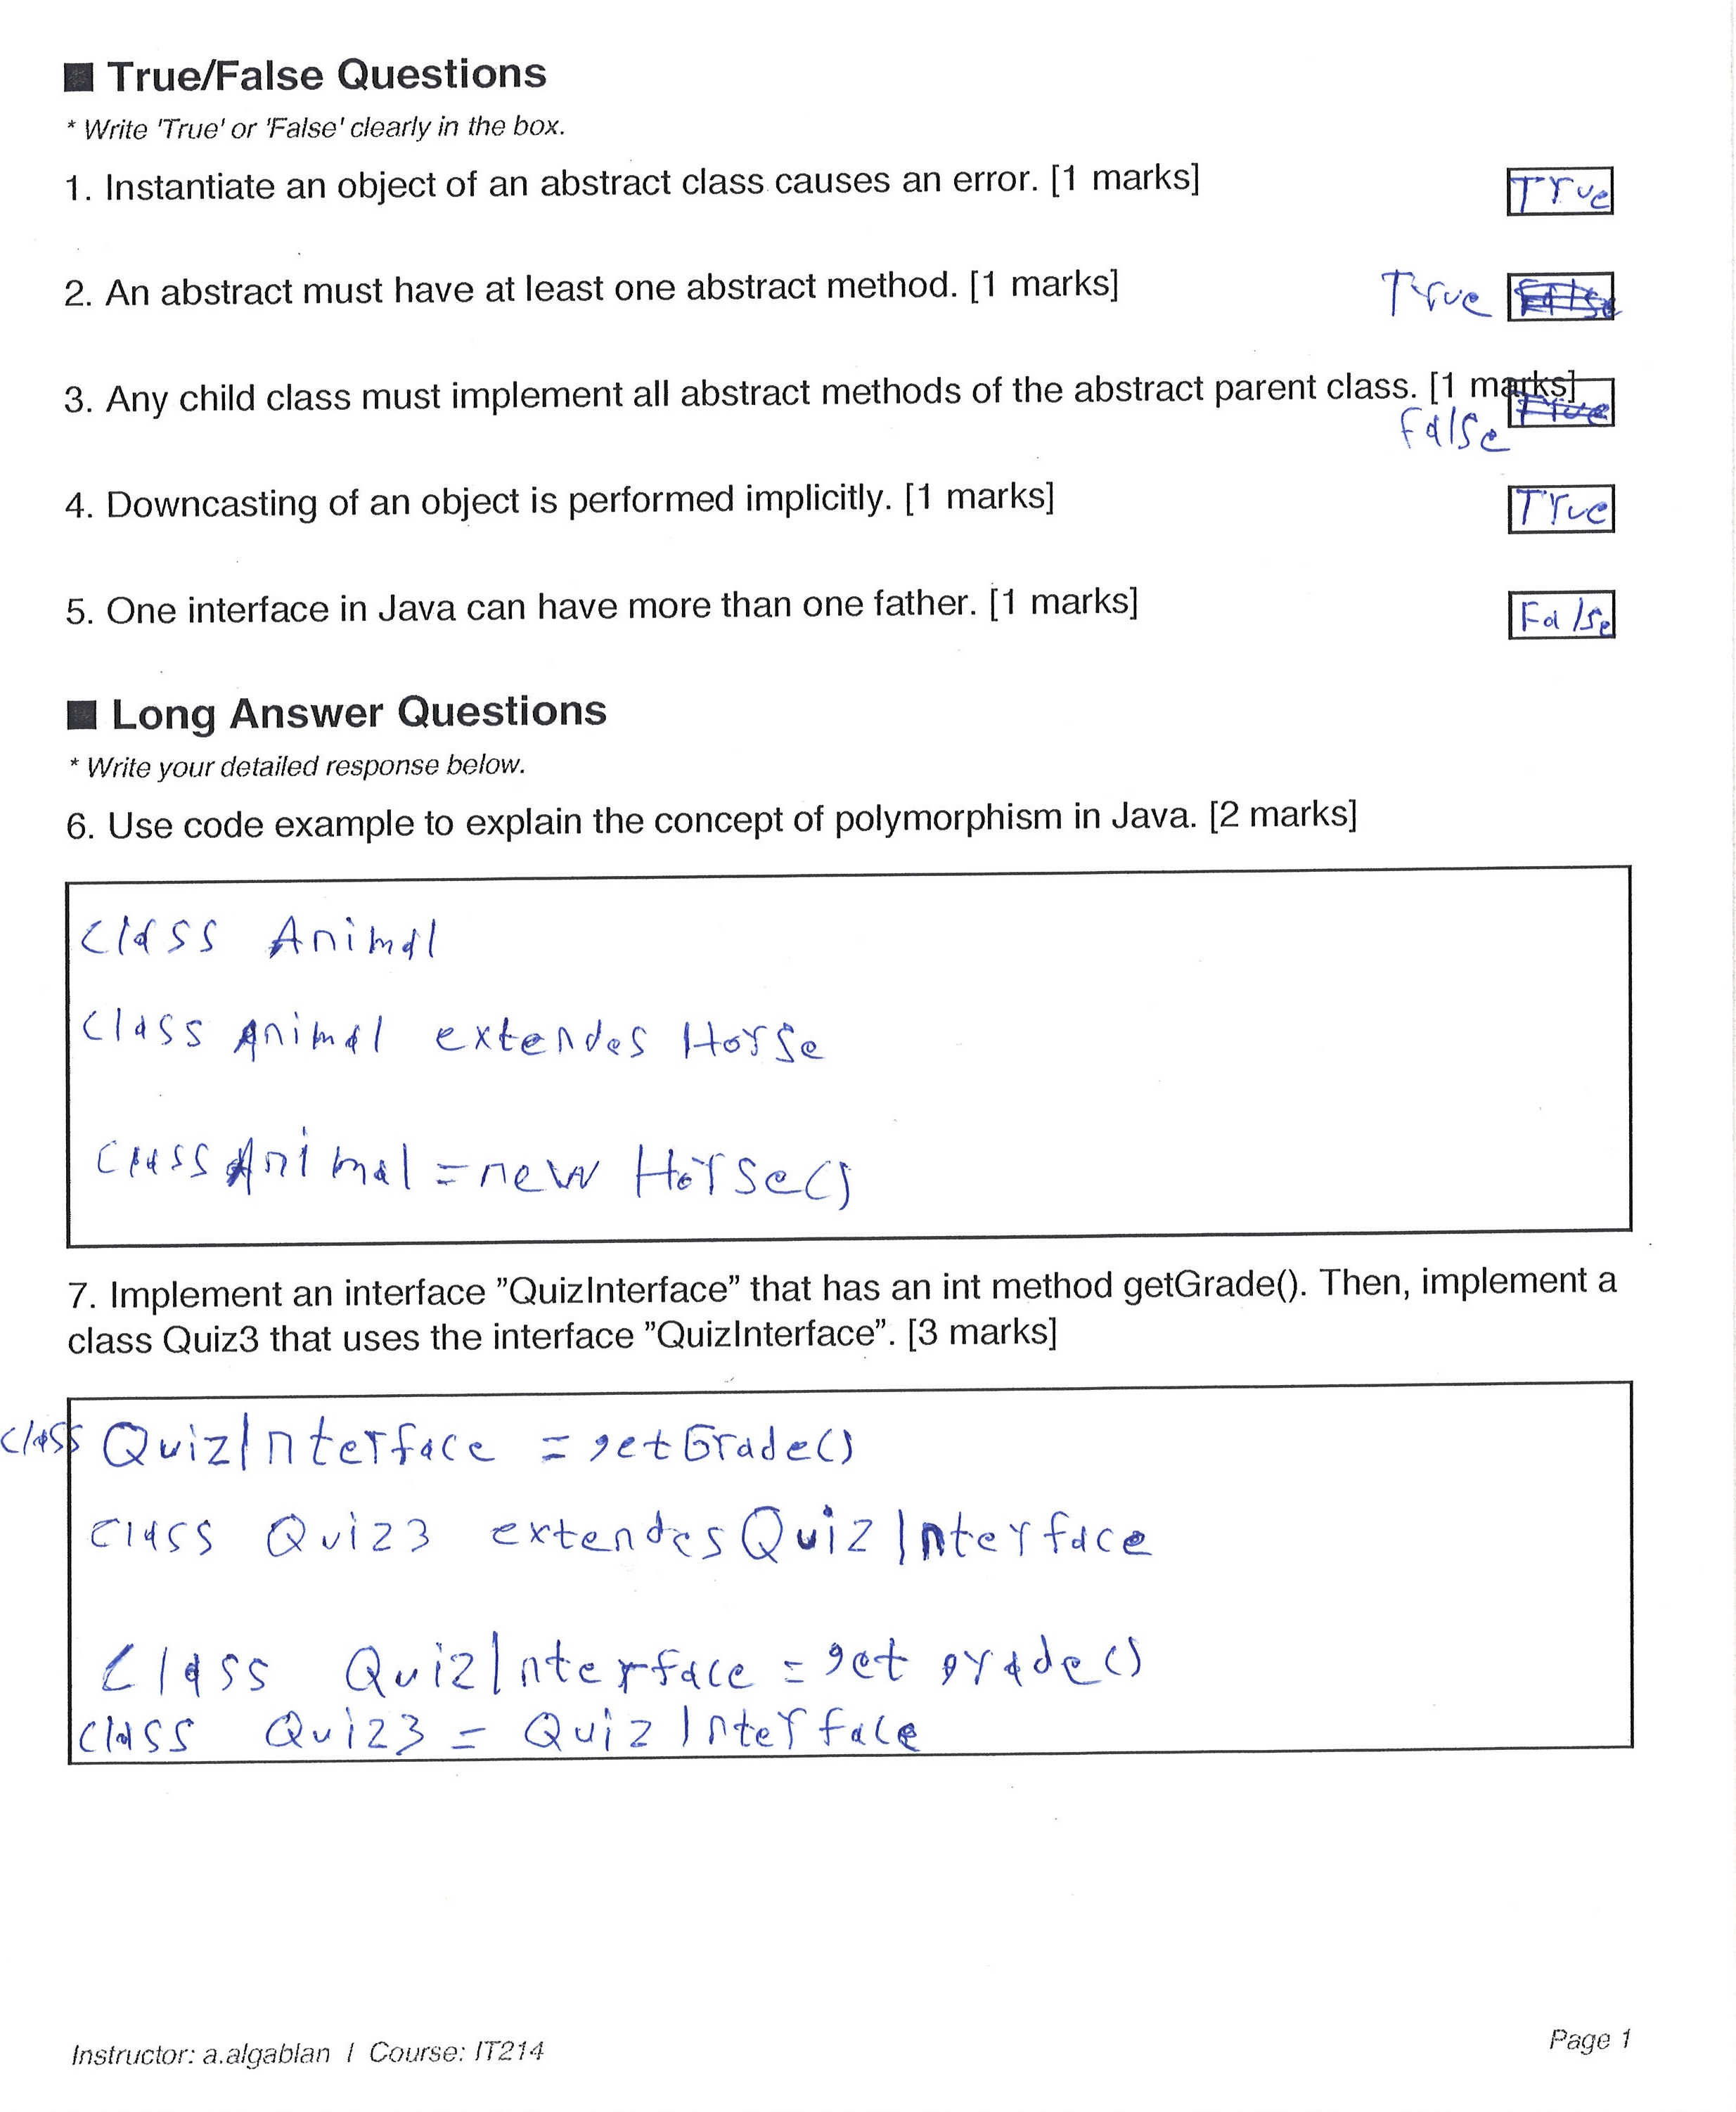 ■ True/False Questions
* Write 'True' or 'False' clearly in the box.
1. Instantiate an object of an abstract class causes an error. [1 marks] True
2. An abstract must have at least one abstract method. [1 marks] True False
3. Any child class must implement all abstract methods of the abstract parent class. [1 marks] True
False
4. Downcasting of an object is performed implicitly. [1 marks] True
5. One interface in Java can have more than one father. [1 marks] False
■ Long Answer Questions
* Write your detailed response below.
6. Use code example to explain the concept of polymorphism in Java. [2 marks]
class Animal
class Animal extendes Horse
class Animal = new Horse()
7. Implement an interface "QuizInterface" that has an int method getGrade(). Then, implement a
class Quiz3 that uses the interface "QuizInterface". [3 marks]
class QuizInterface = getGrade()
class Quiz3 extendes QuizInterface
class QuizInterface = get grade()
class Quiz3 = QuizInterface
Instructor: a.algablan | Course: IT214
Page 1